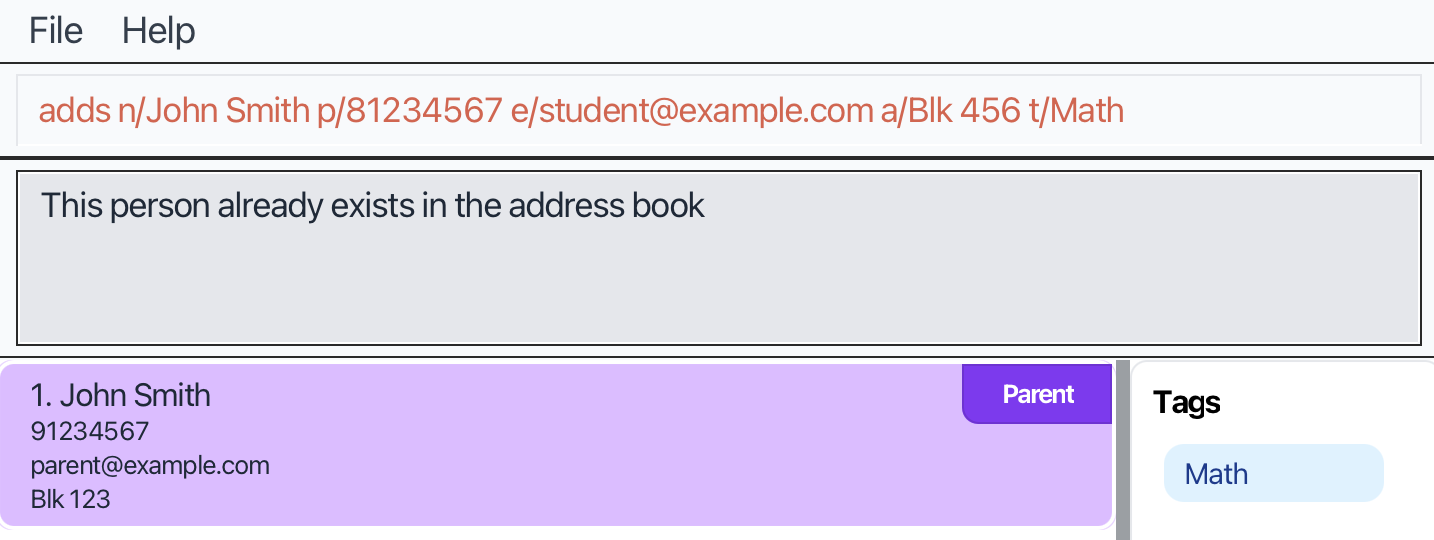 File Help
adds n/John Smith p/81234567 e/student@example.com a/Blk 456 t/Math
This person already exists in the address book
1. John Smith
Parent
91234567
parent@example.com
Blk 123
Tags
Math